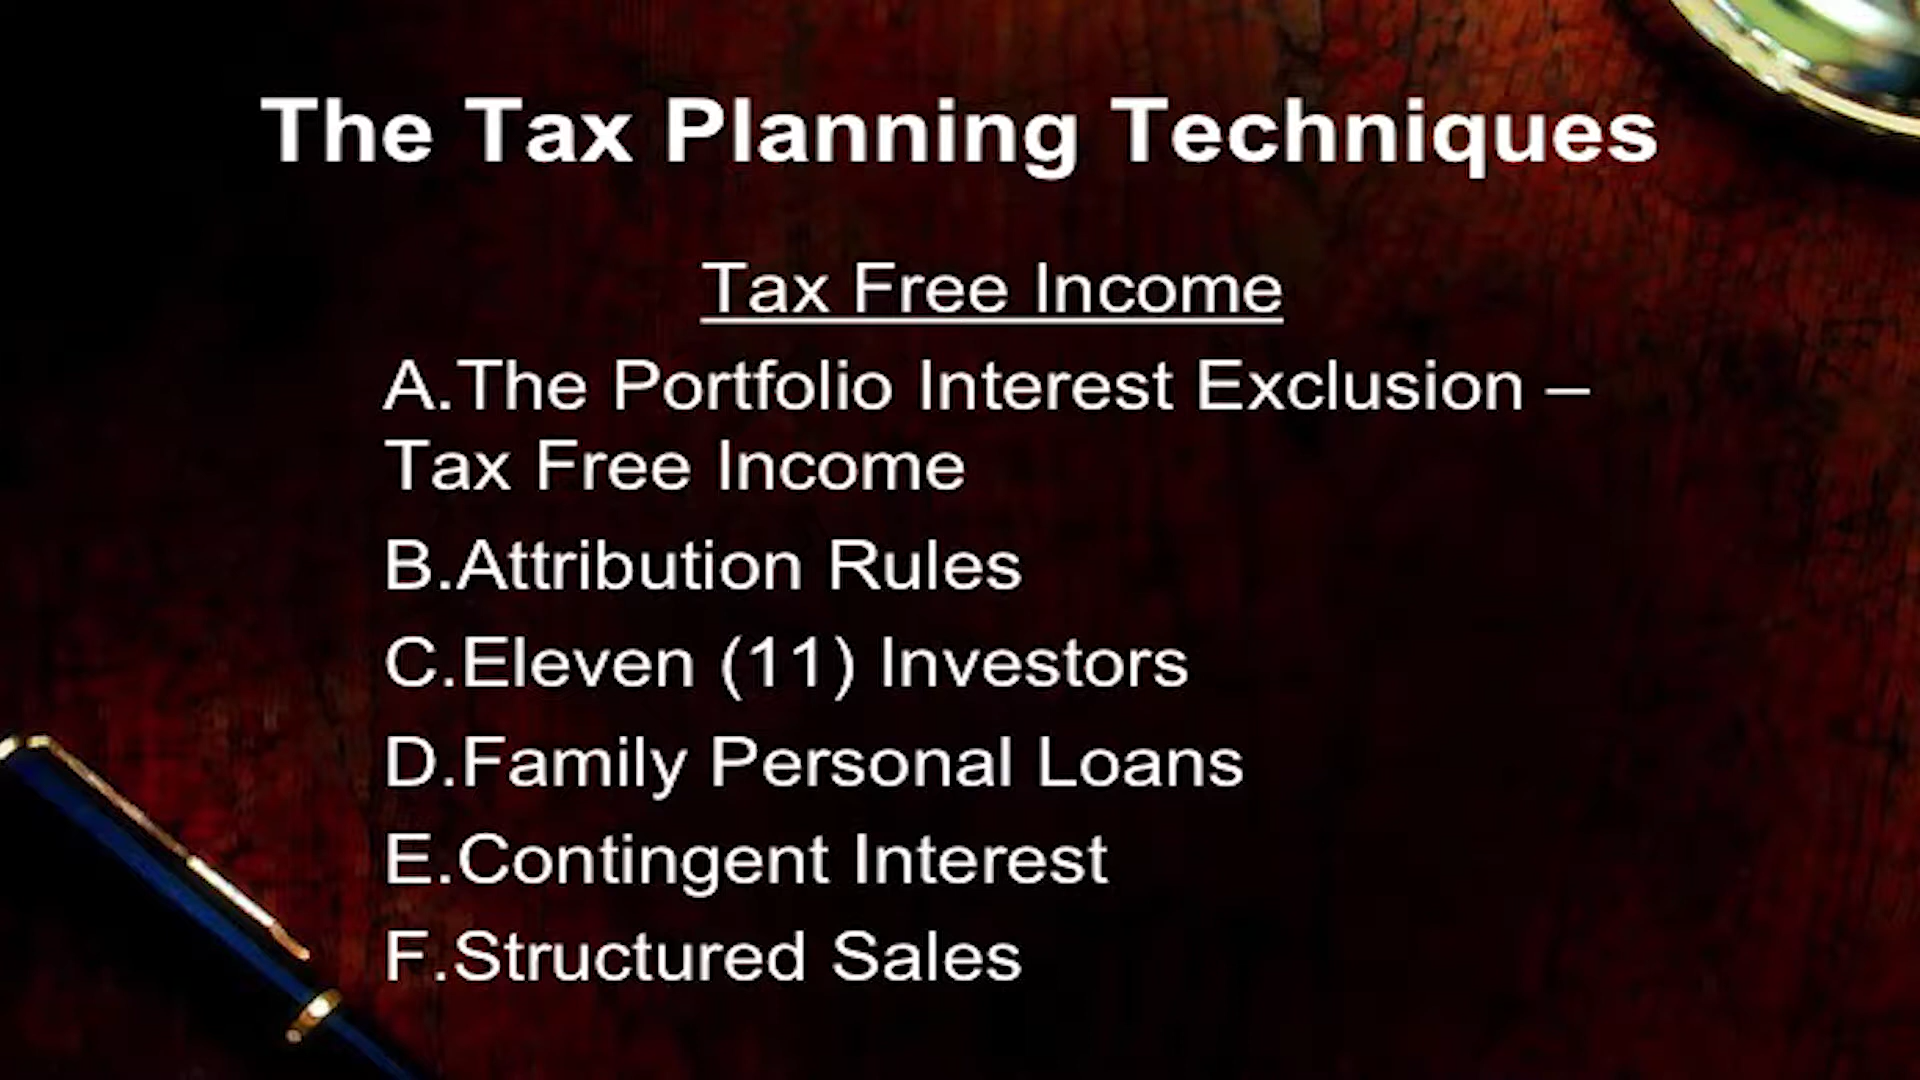 The Tax Planning Techniques
Tax Free Income
A.The Portfolio Interest Exclusion –
Tax Free Income
B.Attribution Rules
C.Eleven (11) Investors
D.Family Personal Loans
E.Contingent Interest
F.Structured Sales